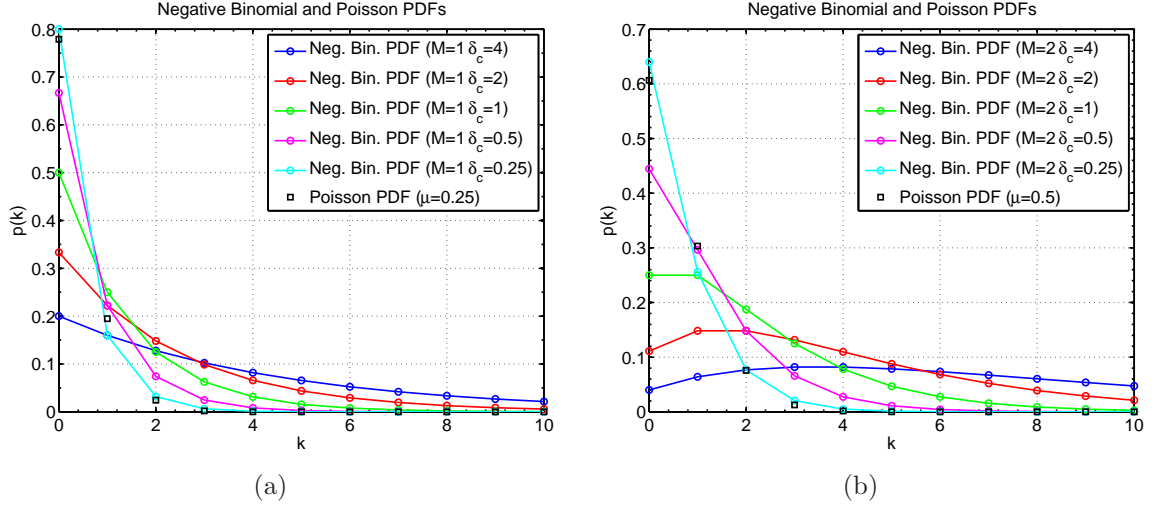 Negative Binomial and Poisson PDFs
0.8
0.7
0.6
0.5
0.4
0.3
0.2
0.1
0
p(k)
0 2 4 6 8 10
k
Neg. Bin. PDF (M=1 δc=4)
Neg. Bin. PDF (M=1 δc=2)
Neg. Bin. PDF (M=1 δc=1)
Neg. Bin. PDF (M=1 δc=0.5)
Neg. Bin. PDF (M=1 δc=0.25)
Poisson PDF (μ=0.25)
(a)
Negative Binomial and Poisson PDFs
0.7
0.6
0.5
0.4
0.3
0.2
0.1
0
p(k)
0 2 4 6 8 10
k
Neg. Bin. PDF (M=2 δc=4)
Neg. Bin. PDF (M=2 δc=2)
Neg. Bin. PDF (M=2 δc=1)
Neg. Bin. PDF (M=2 δc=0.5)
Neg. Bin. PDF (M=2 δc=0.25)
Poisson PDF (μ=0.5)
(b)